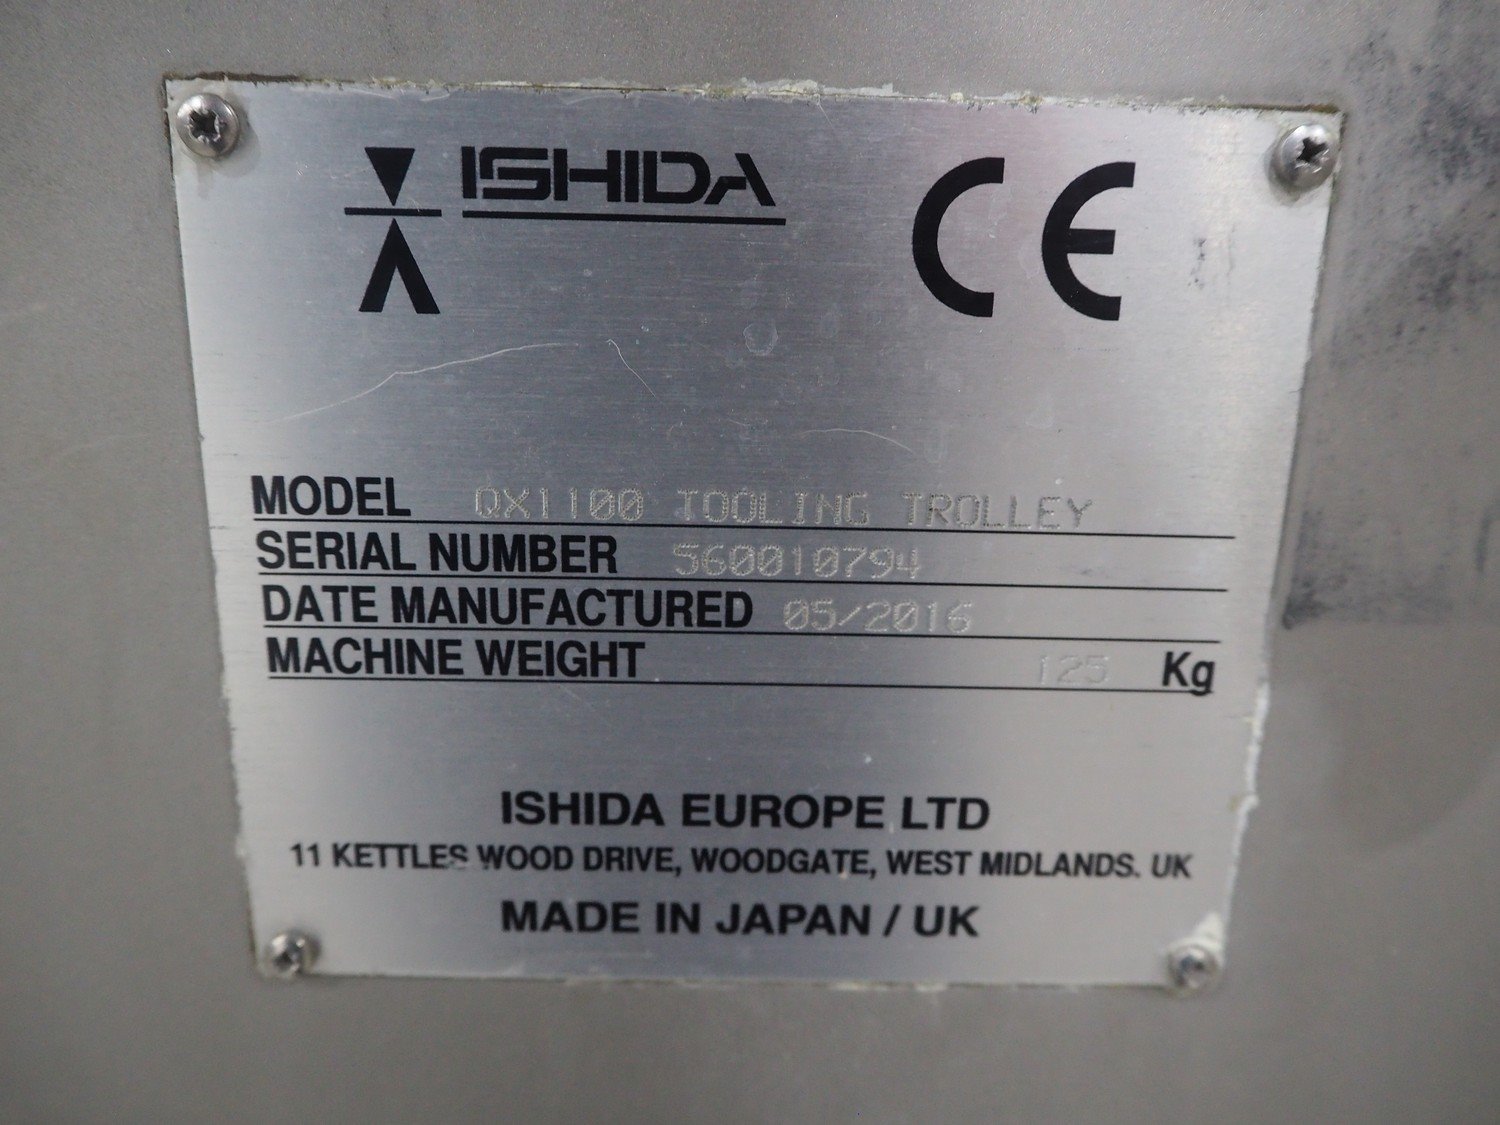 ISHIDA CE
MODEL QX1100 TOOLING TROLLEY
SERIAL NUMBER 560010794
DATE MANUFACTURED 05/2016
MACHINE WEIGHT 125 Kg
ISHIDA EUROPE LTD
11 KETTLES WOOD DRIVE, WOODGATE, WEST MIDLANDS. UK
MADE IN JAPAN / UK